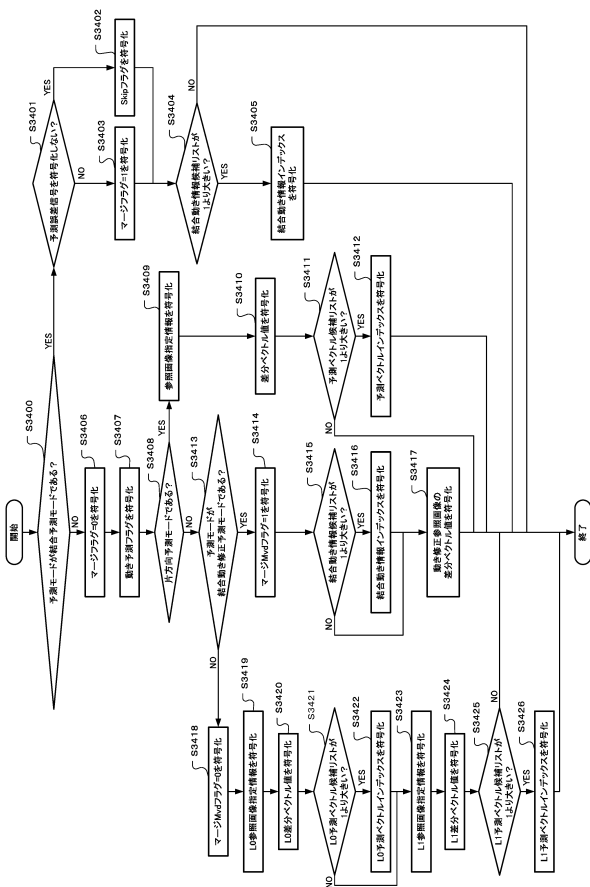 開始
S3400
予測モードが結合予測モードである?
YES
NO
S3401
予測誤差信号を符号化しない?
YES
NO
S3402
Skipフラグを符号化
S3403
マージフラグ=1を符号化
S3404
結合動き情報候補リストが
1より大きい?
NO
YES
S3405
結合動き情報インデックス
を符号化
S3406
マージフラグ=0を符号化
S3407
動き予測フラグを符号化
S3408
片方向予測モードである?
YES
NO
S3409
参照画像指定情報を符号化
S3410
差分ベクトル値を符号化
S3411
予測ベクトル候補リストが
1より大きい?
NO
YES
S3412
予測ベクトルインデックスを符号化
S3413
予測モードが
結合動き修正予測モードである?
NO
YES
S3414
マージMvdフラグ=1を符号化
S3415
結合動き情報候補リストが
1より大きい?
NO
YES
S3416
結合動き情報インデックスを符号化
S3417
動き修正参照画像の
差分ベクトル値を符号化
S3418
マージMvdフラグ=0を符号化
S3419
L0参照画像指定情報を符号化
S3420
L0差分ベクトル値を符号化
S3421
L0予測ベクトル候補リストが
1より大きい?
NO
YES
S3422
L0予測ベクトルインデックスを符号化
S3423
L1参照画像指定情報を符号化
S3424
L1差分ベクトル値を符号化
S3425
L1予測ベクトル候補リストが
1より大きい?
NO
YES
S3426
L1予測ベクトルインデックスを符号化
終了